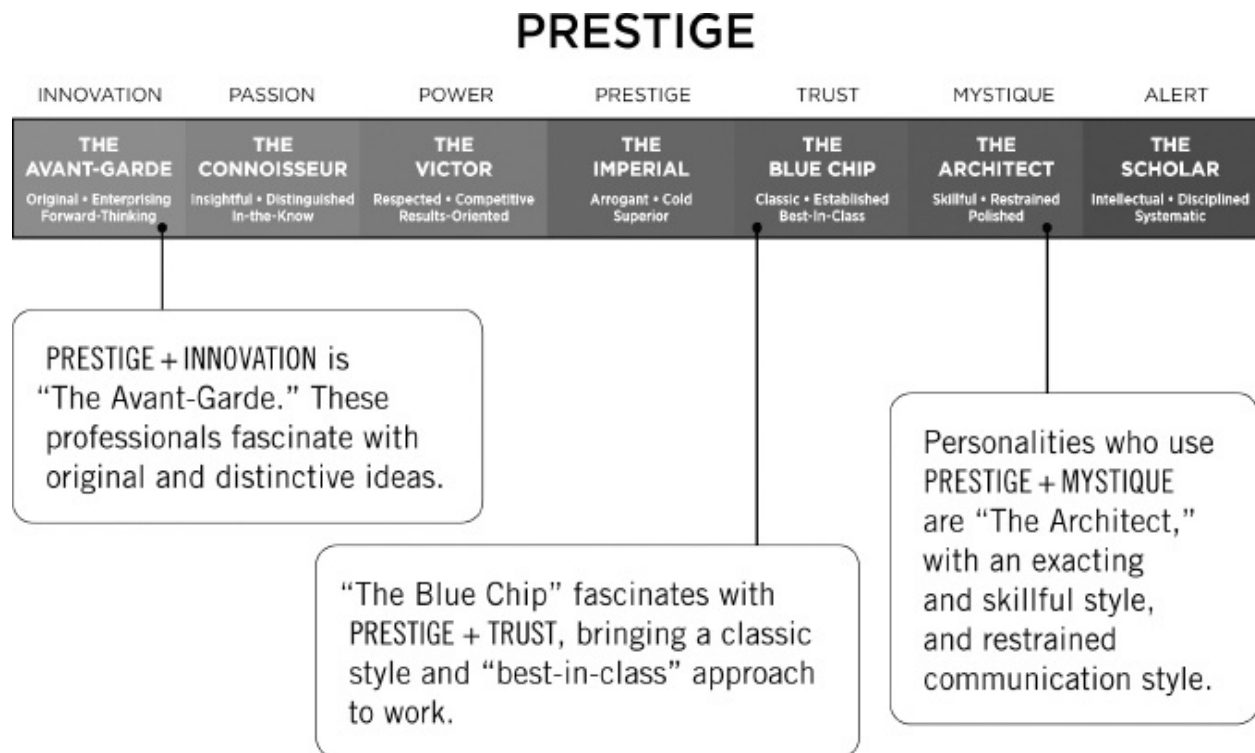 PRESTIGE
INNOVATION PASSION POWER PRESTIGE TRUST MYSTIQUE ALERT
THE AVANT-GARDE
Original • Enterprising
Forward-Thinking
THE CONNOISSEUR
Insightful • Distinguished
In-the-Know
THE VICTOR
Respected • Competitive
Results-Oriented
THE IMPERIAL
Arrogant • Cold
Superior
THE BLUE CHIP
Classic • Established
Best-In-Class
THE ARCHITECT
Skillful • Restrained
Polished
THE SCHOLAR
Intellectual • Disciplined
Systematic
PRESTIGE + INNOVATION is
“The Avant-Garde.” These
professionals fascinate with
original and distinctive ideas.
“The Blue Chip” fascinates with
PRESTIGE + TRUST, bringing a classic
style and “best-in-class” approach
to work.
Personalities who use
PRESTIGE + MYSTIQUE
are “The Architect,”
with an exacting
and skillful style,
and restrained
communication style.